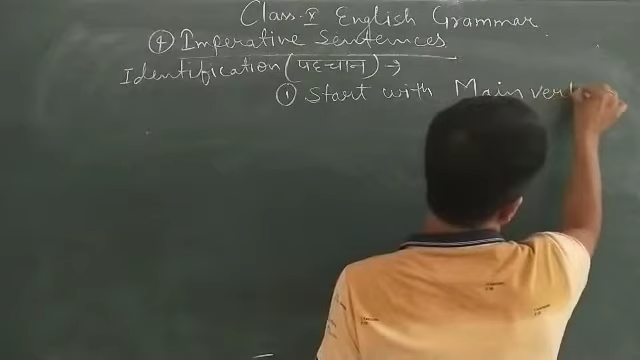 Class-X English Grammar
④ Imperative Sentences
Identification (पहचान) →
① Start with Main verb